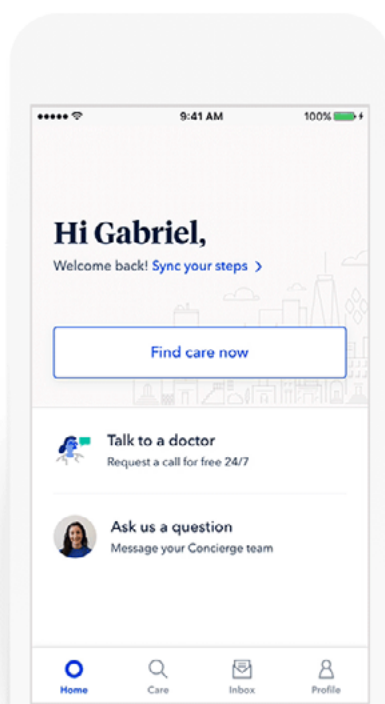 9:41 AM
100%
Hi Gabriel,
Welcome back! Sync your steps >
Find care now
Talk to a doctor
Request a call for free 24/7
Ask us a question
Message your Concierge team
Home Care Inbox Profile